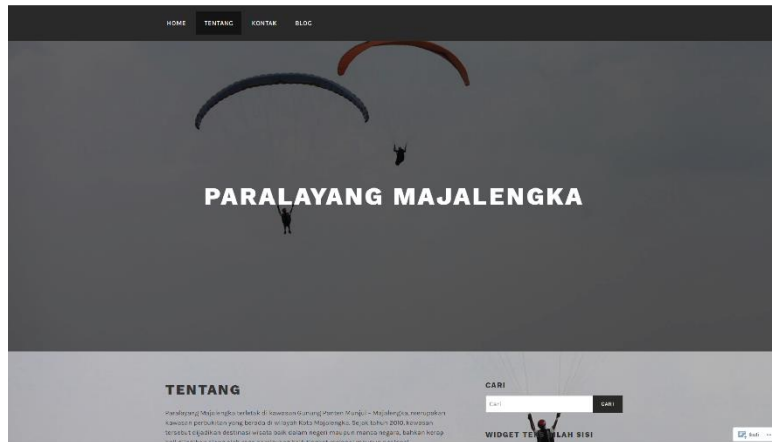 HOME TENTANG KONTAK BLOG
PARALAYANG MAJALENGKA
TENTANG
Paralayang Majalengka terletak di kawasan Gunung Panten Munjul – Majalengka, merupakan
kawasan perbukitan yang berada di wilayah Kota Majalengka. Sejak tahun 2010, kawasan
tersebut dijadikan destinasi wisata baik dalam negeri maupun manca negara, bahkan kerap
CARI
Cari CARI
WIDGET SISI